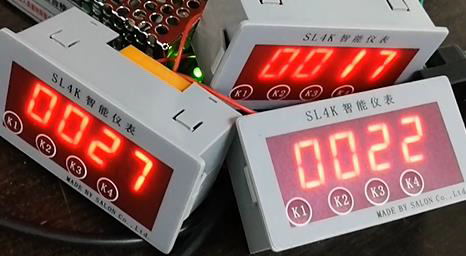 SL4K 智能仪表
0027
K1 K2 K3 K4
MADE BY SALON Co.,Ltd
0017
K1 K2 K3 K4
SL4K 智能仪表
SL4K 智能仪表
0022
K1 K2 K3 K4
MADE BY SALON Co.,Ltd